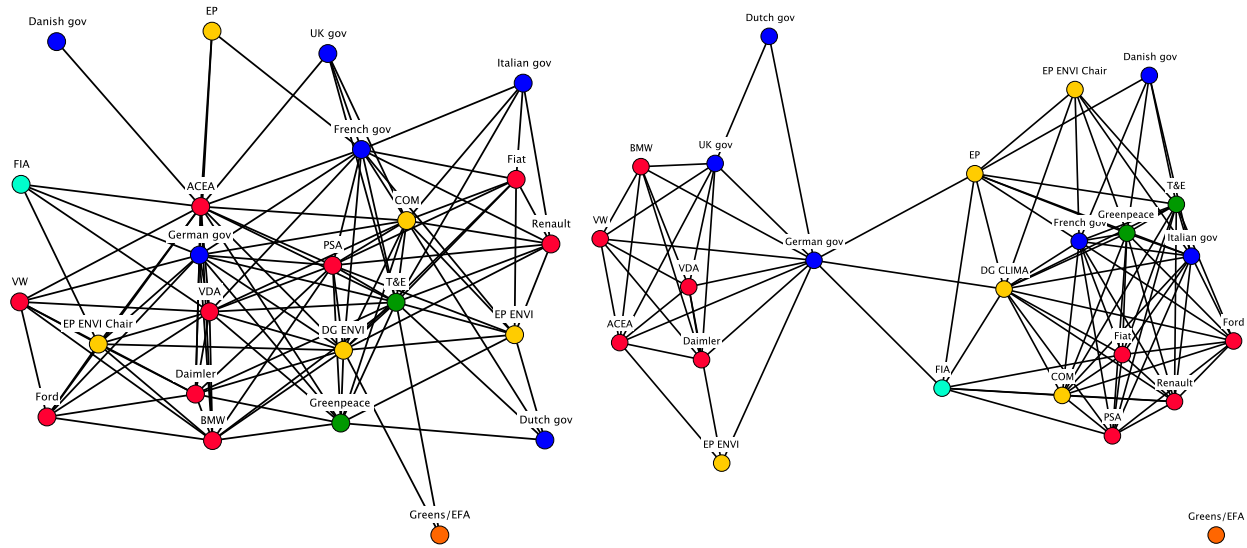 EP
Danish gov
UK gov
Italian gov
French gov
FIA
Fiat
ACEA
COM
Renault
German gov
PSA
VW
VDA
T&E
EP ENVI Chair
DG ENVI
EP ENVI
Daimler
Ford
Greenpeace
BMW
Dutch gov
Greens/EFA
Dutch gov
Danish gov
EP ENVI Chair
BMW
UK gov
EP
T&E
Greenpeace
VW
French gov
Italian gov
German gov
VDA
DG CLIMA
ACEA
Ford
Daimler
Fiat
FIA
COM
Renault
PSA
EP ENVI
Greens/EFA